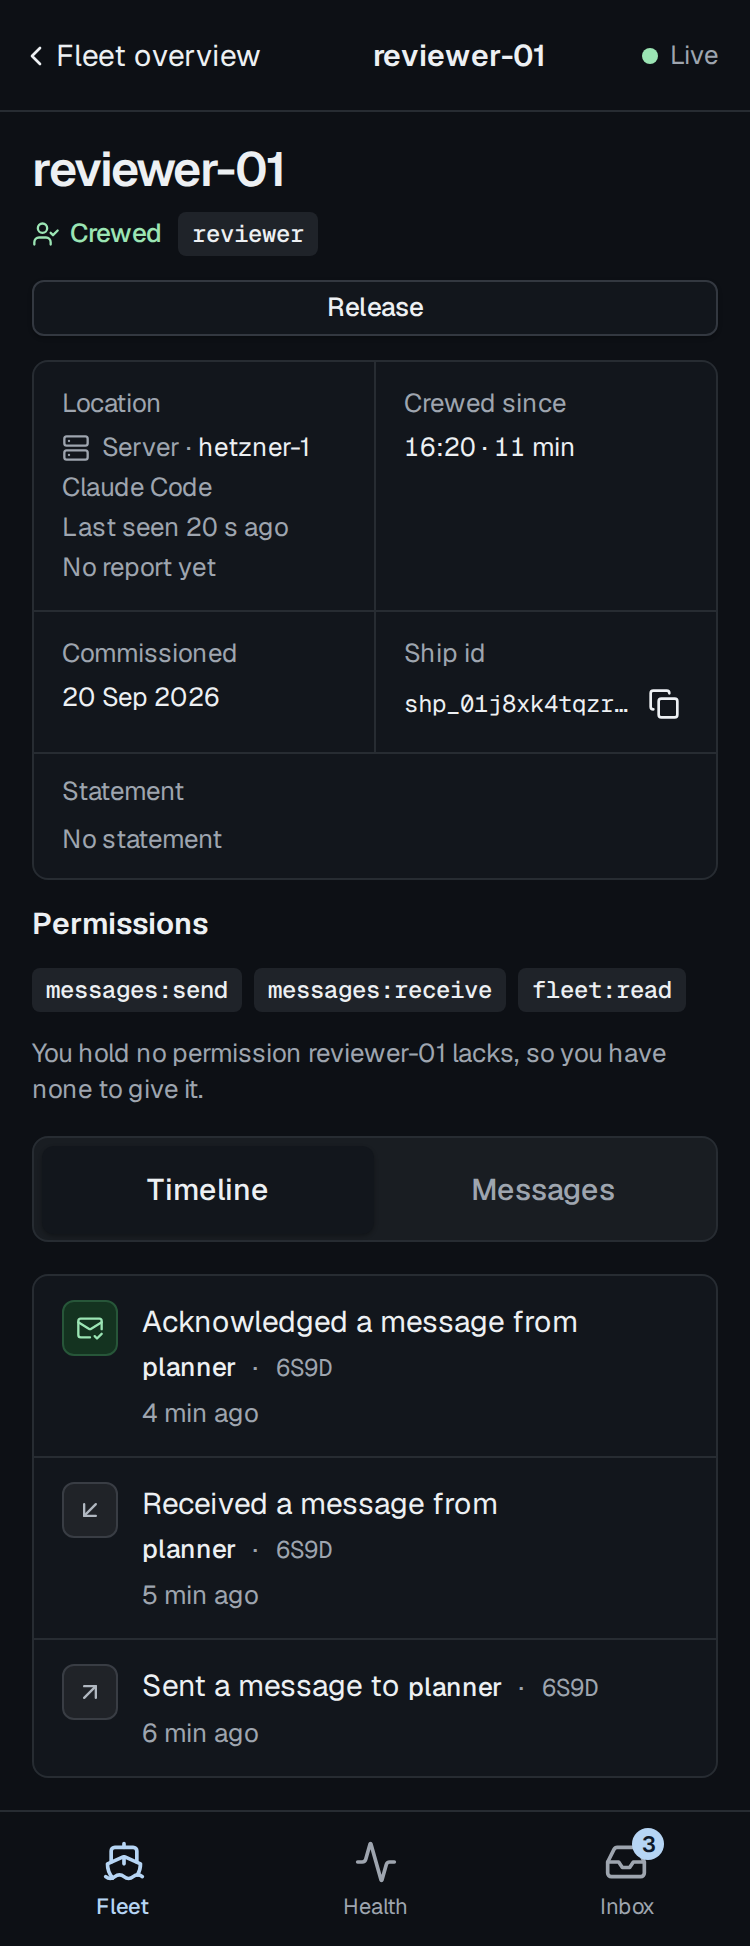 Fleet overview
reviewer-01
Live
reviewer-01
Crewed
reviewer
Release
Location
Server · hetzner-1
Claude Code
Last seen 20 s ago
No report yet
Crewed since
16:20 · 11 min
Commissioned
20 Sep 2026
Ship id
shp_01j8xk4tqzr…
Statement
No statement
Permissions
messages:send
messages:receive
fleet:read
You hold no permission reviewer-01 lacks, so you have
none to give it.
Timeline
Messages
Acknowledged a message from
planner · 6S9D
4 min ago
Received a message from
planner · 6S9D
5 min ago
Sent a message to planner · 6S9D
6 min ago
Fleet
Health
3
Inbox